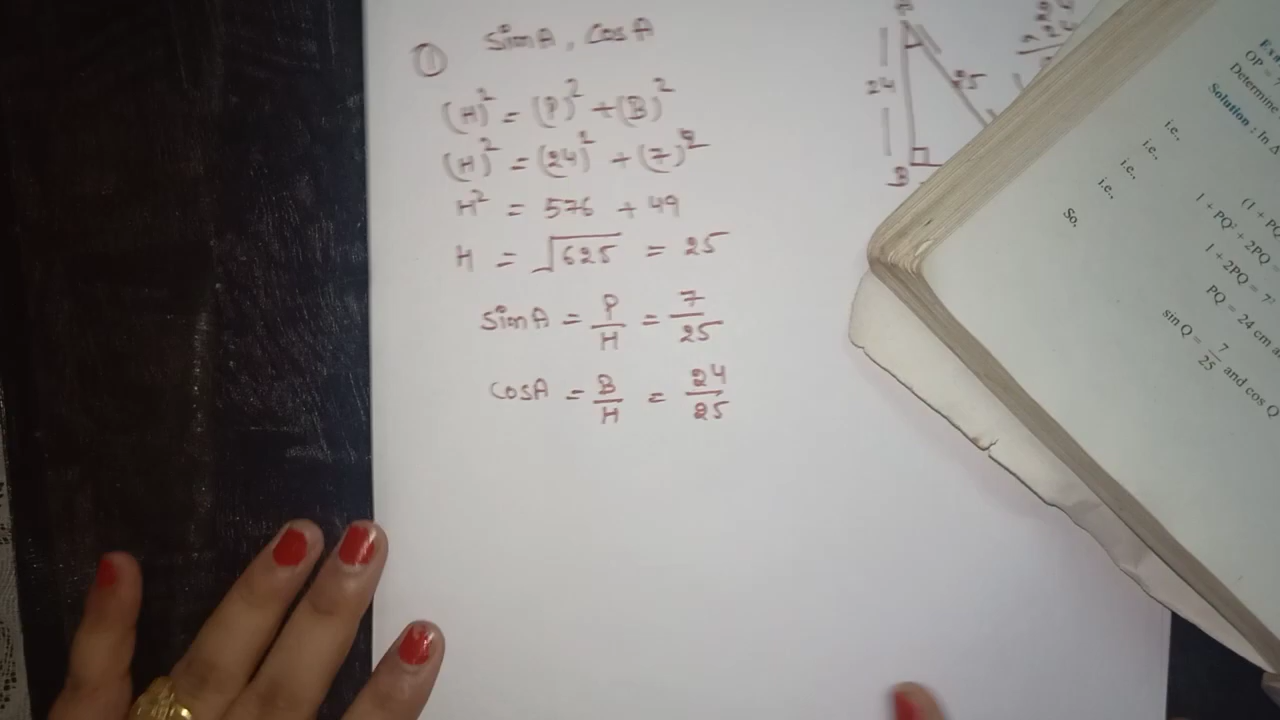 ① SinA, CosA
(H)² = (P)² + (B)²
(H)² = (24)² + (7)²
H² = 576 + 49
H = √625 = 25
SinA = P/H = 7/25
CosA = B/H = 24/25
24
25
B
OP =
Determine
Solution : In Δ
i.e.,
i.e.,
i.e.,
i.e.,
So,
(1 + PQ
1 + PQ² + 2PQ =
1 + 2PQ = 7²
PQ = 24 cm
sin Q = 7/25 and cos Q